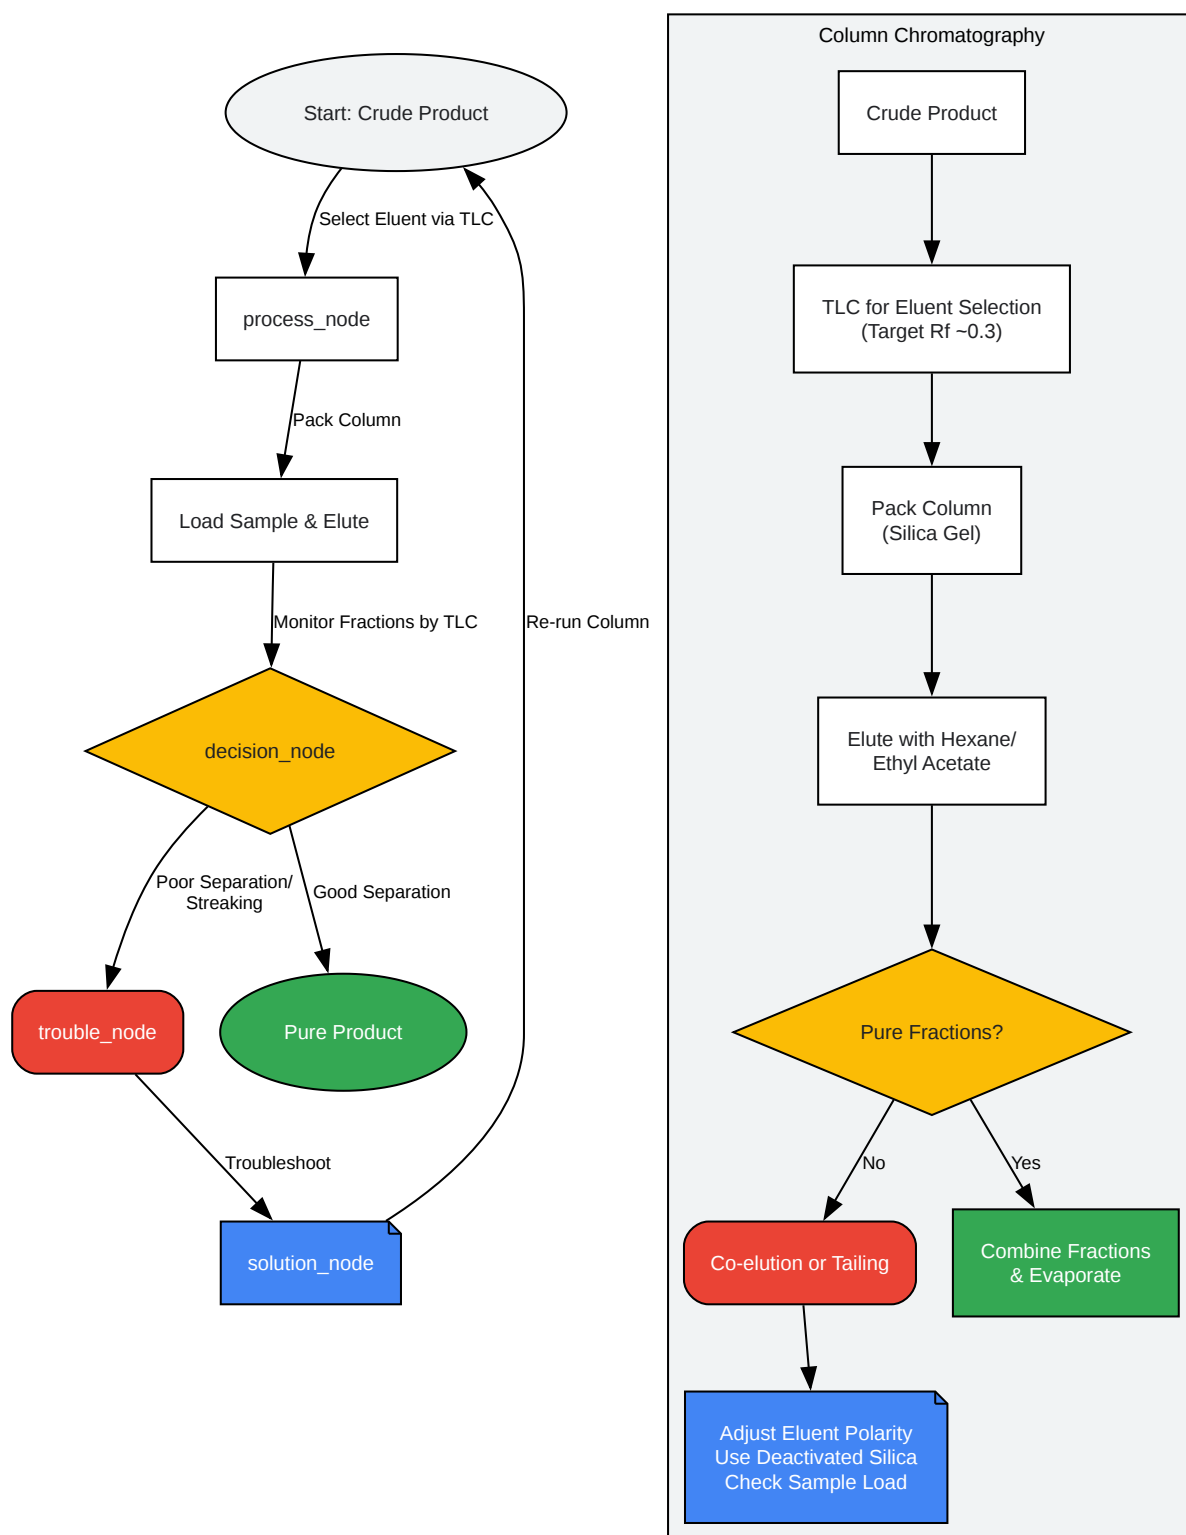 Start: Crude Product
Select Eluent via TLC
process_node
Pack Column
Load Sample & Elute
Monitor Fractions by TLC
Re-run Column
decision_node
Poor Separation/
Streaking
Good Separation
trouble_node
Pure Product
Troubleshoot
solution_node
Column Chromatography
Crude Product
TLC for Eluent Selection
(Target Rf ~0.3)
Pack Column
(Silica Gel)
Elute with Hexane/
Ethyl Acetate
Pure Fractions?
No
Yes
Co-elution or Tailing
Combine Fractions
& Evaporate
Adjust Eluent Polarity
Use Deactivated Silica
Check Sample Load